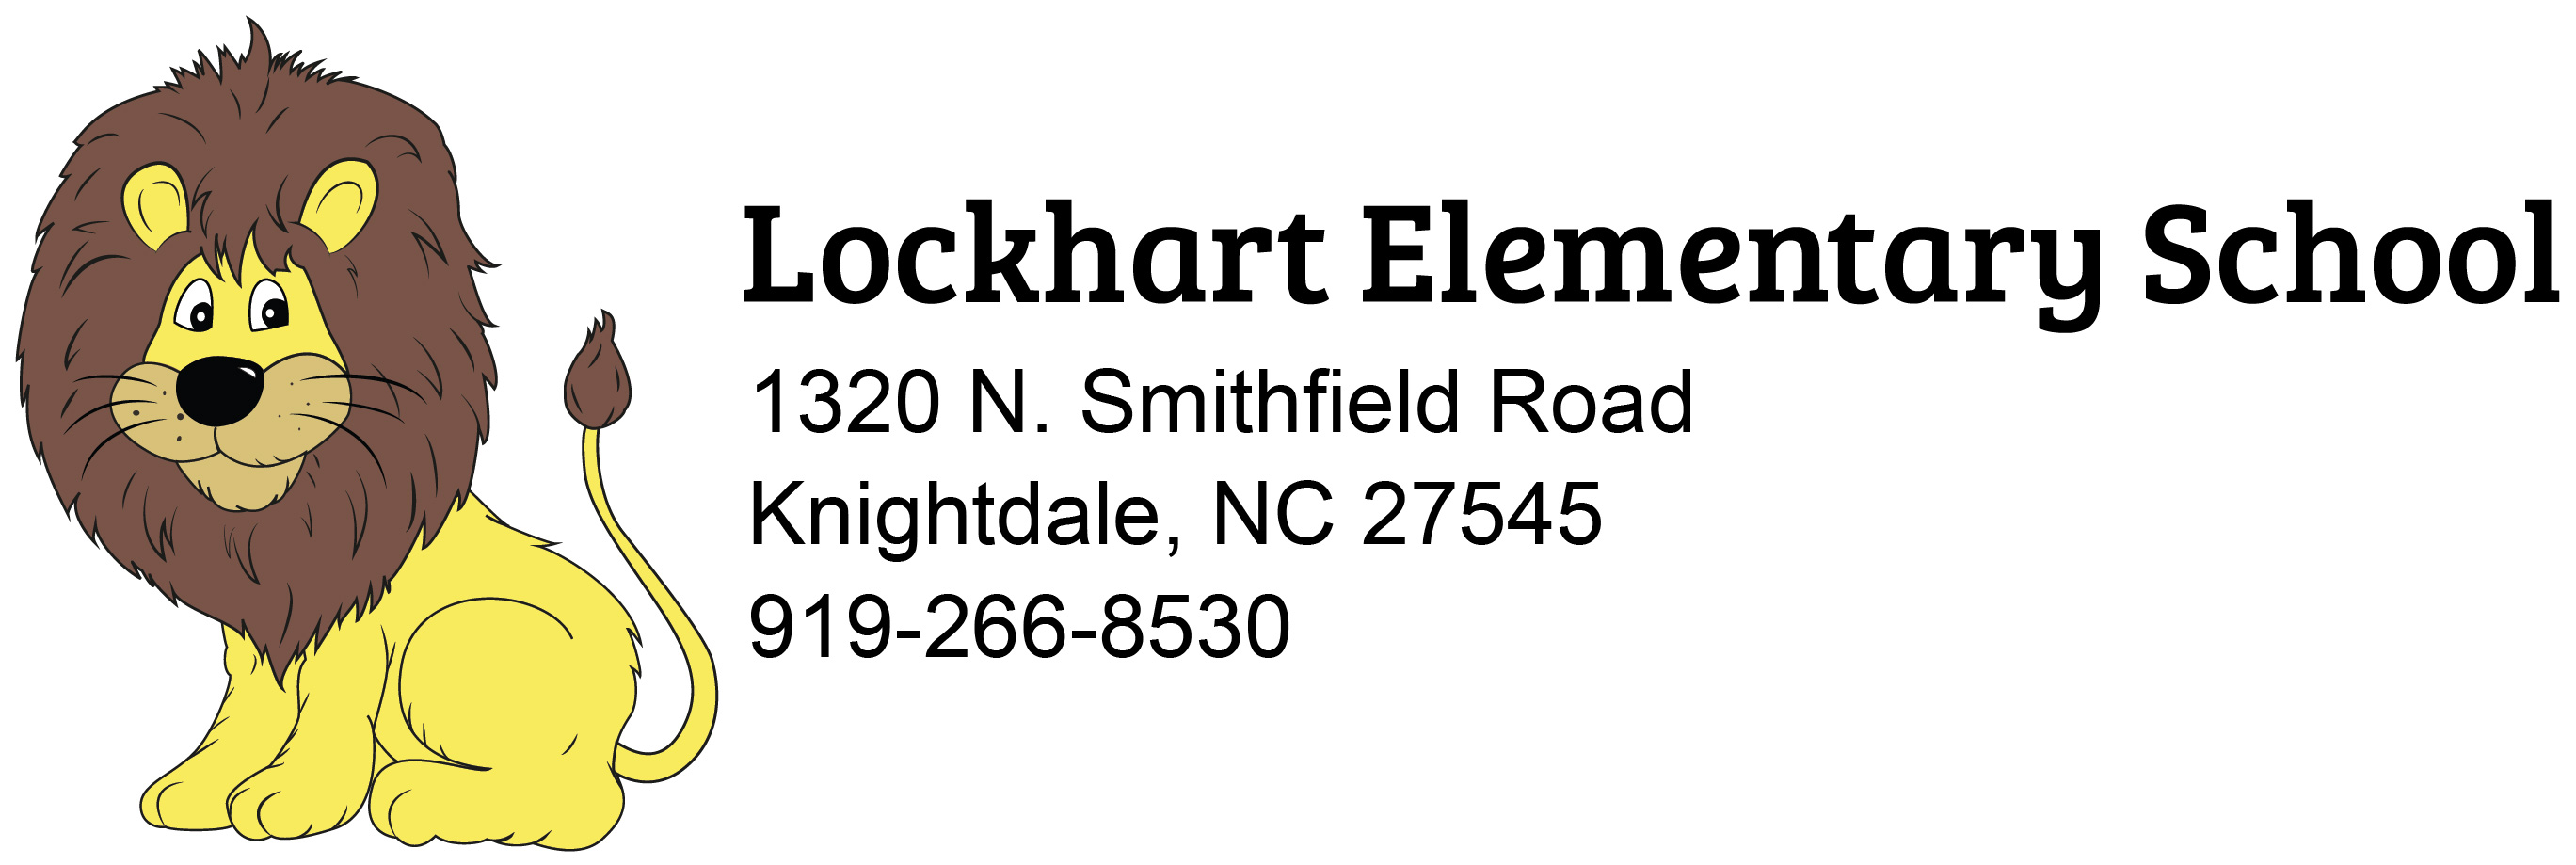 Lockhart Elementary School
1320 N. Smithfield Road
Knightdale, NC 27545
919-266-8530